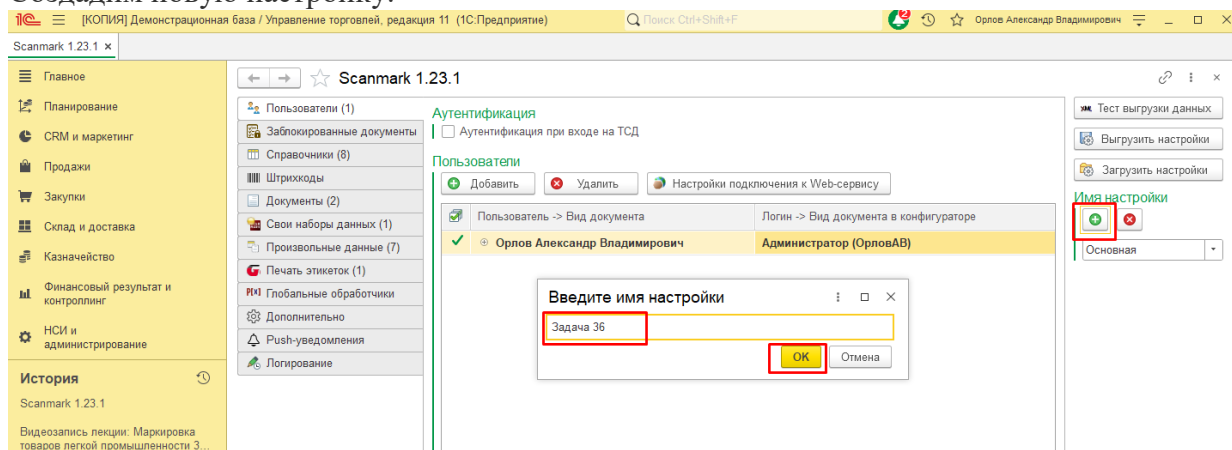 Создадим новую настройку.
[КОПИЯ] Демонстрационная база / Управление торговлей, редакция 11 (1С:Предприятие)
Поиск Ctrl+Shift+F
2
Орлов Александр Владимирович
Scanmark 1.23.1 ×
Главное
Планирование
CRM и маркетинг
Продажи
Закупки
Склад и доставка
Казначейство
Финансовый результат и
контроллинг
НСИ и
администрирование
История
Scanmark 1.23.1
Видеозапись лекции: Маркировка
товаров легкой промышленности З...
Scanmark 1.23.1
Пользователи (1)
Заблокированные документы
Справочники (8)
Штрихкоды
Документы (2)
Свои наборы данных (1)
Произвольные данные (7)
Печать этикеток (1)
Глобальные обработчики
Дополнительно
Push-уведомления
Логирование
Аутентификация
Аутентификация при входе на ТСД
Пользователи
Добавить
Удалить
Настройки подключения к Web-сервису
Пользователь -> Вид документа
Логин -> Вид документа в конфигураторе
Орлов Александр Владимирович
Администратор (ОрловАВ)
Введите имя настройки
Задача 36
ОК
Отмена
XML Тест выгрузки данных
Выгрузить настройки
Загрузить настройки
Имя настройки
Основная